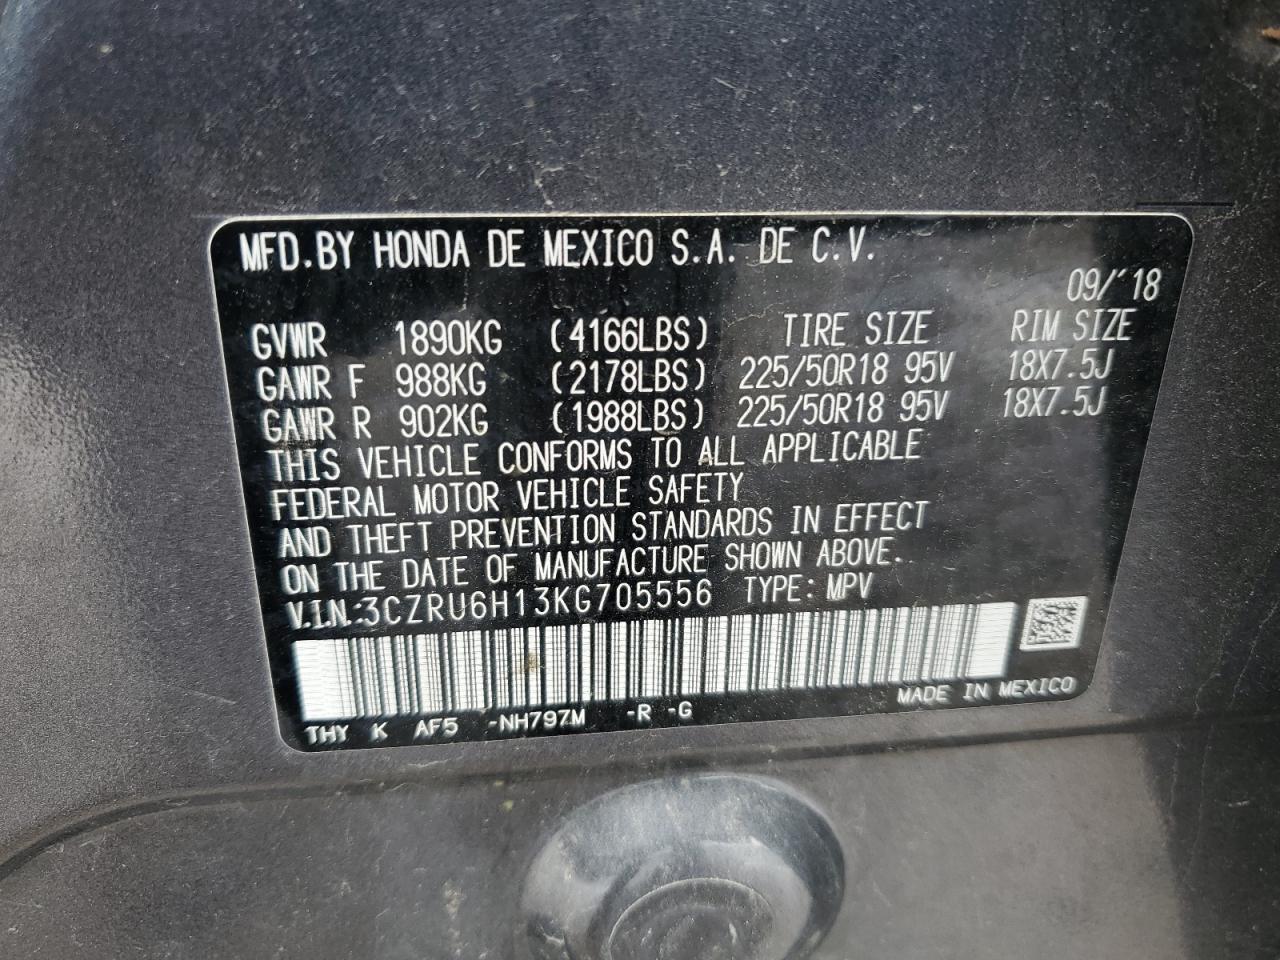 MFD.BY HONDA DE MEXICO S.A. DE C.V.
09/'18
GVWR 1890KG (4166LBS) TIRE SIZE RIM SIZE
GAWR F 988KG (2178LBS) 225/50R18 95V 18X7.5J
GAWR R 902KG (1988LBS) 225/50R18 95V 18X7.5J
THIS VEHICLE CONFORMS TO ALL APPLICABLE
FEDERAL MOTOR VEHICLE SAFETY
AND THEFT PREVENTION STANDARDS IN EFFECT
ON THE DATE OF MANUFACTURE SHOWN ABOVE.
V.I.N.:3CZRU6H13KG705556 TYPE: MPV
MADE IN MEXICO
THY K AF5 -NH797M -R -G